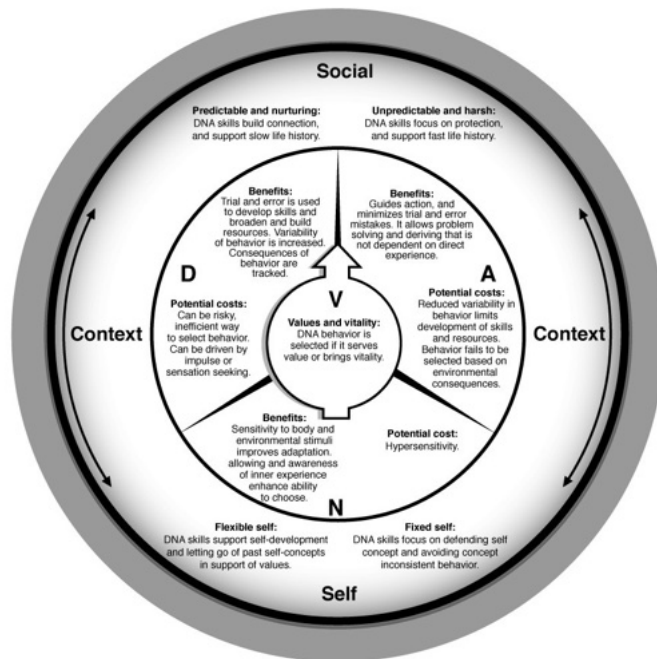 Social
Predictable and nurturing:
DNA skills build connection,
and support slow life history.
Unpredictable and harsh:
DNA skills focus on protection,
and support fast life history.
Benefits:
Trial and error is used
to develop skills and
broaden and build
resources. Variability
of behavior is increased.
Consequences of
behavior are
tracked.
Benefits:
Guides action, and
minimizes trial and error
mistakes. It allows problem
solving and deriving that is
not dependent on direct
experience.
D
A
Potential costs:
Can be risky,
inefficient way
to select behavior.
Can be driven by
impulse or
sensation seeking.
V
Values and vitality:
DNA behavior is
selected if it serves
value or brings vitality.
Potential costs:
Reduced variability in
behavior limits
development of skills
and resources.
Behavior fails to be
selected based on
environmental
consequences.
Context
Context
Benefits:
Sensitivity to body and
environmental stimuli
improves adaptation.
allowing and awareness
of inner experience
enhance ability
to choose.
Potential cost:
Hypersensitivity.
N
Flexible self:
DNA skills support self-development
and letting go of past self-concepts
in support of values.
Fixed self:
DNA skills focus on defending self
concept and avoiding concept
inconsistent behavior.
Self